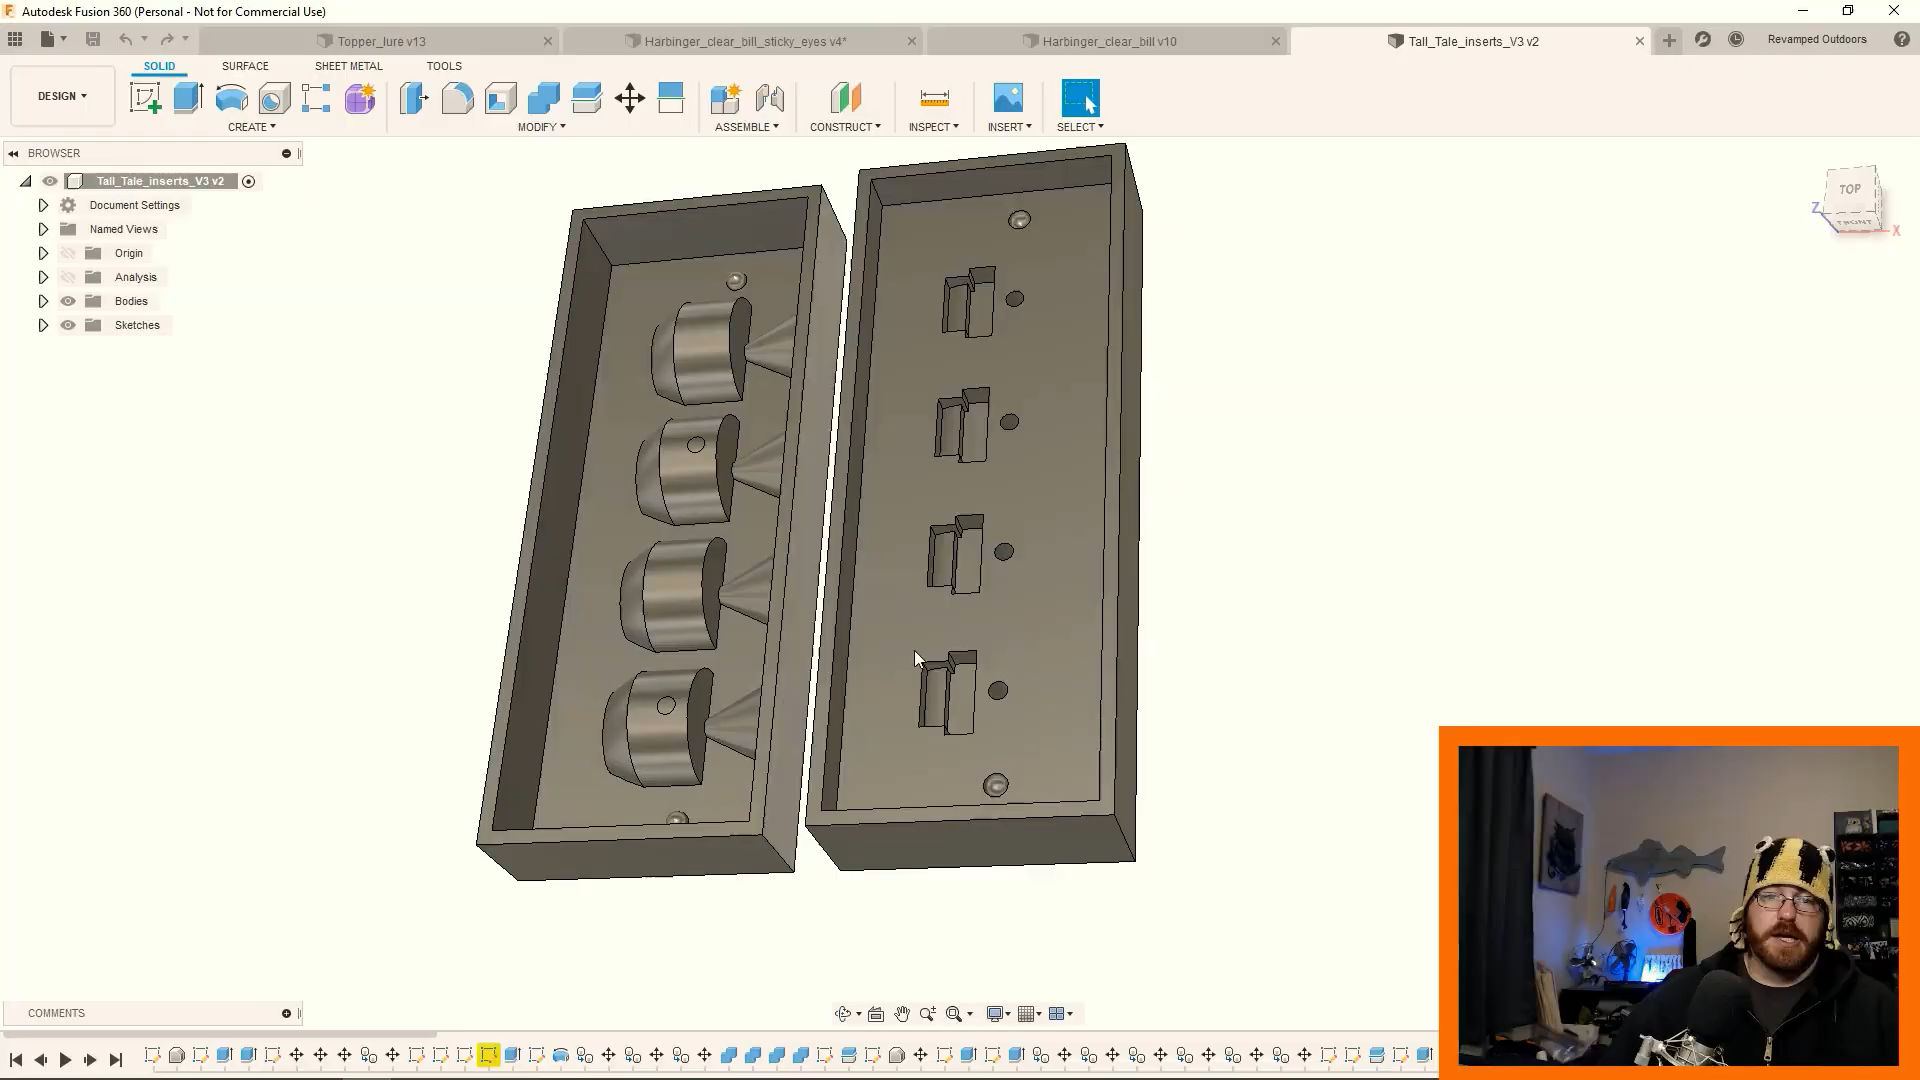 Autodesk Fusion 360 (Personal - Not for Commercial Use)
Topper_lure v13
Harbinger_clear_bill_sticky_eyes v4*
Harbinger_clear_bill v10
Tall_Tale_inserts_V3 v2
Revamped Outdoors
SOLID
SURFACE
SHEET METAL
TOOLS
DESIGN
CREATE
MODIFY
ASSEMBLE
CONSTRUCT
INSPECT
INSERT
SELECT
BROWSER
Tall_Tale_inserts_V3 v2
Document Settings
Named Views
Origin
Analysis
Bodies
Sketches
TOP
FRONT
Z
X
COMMENTS